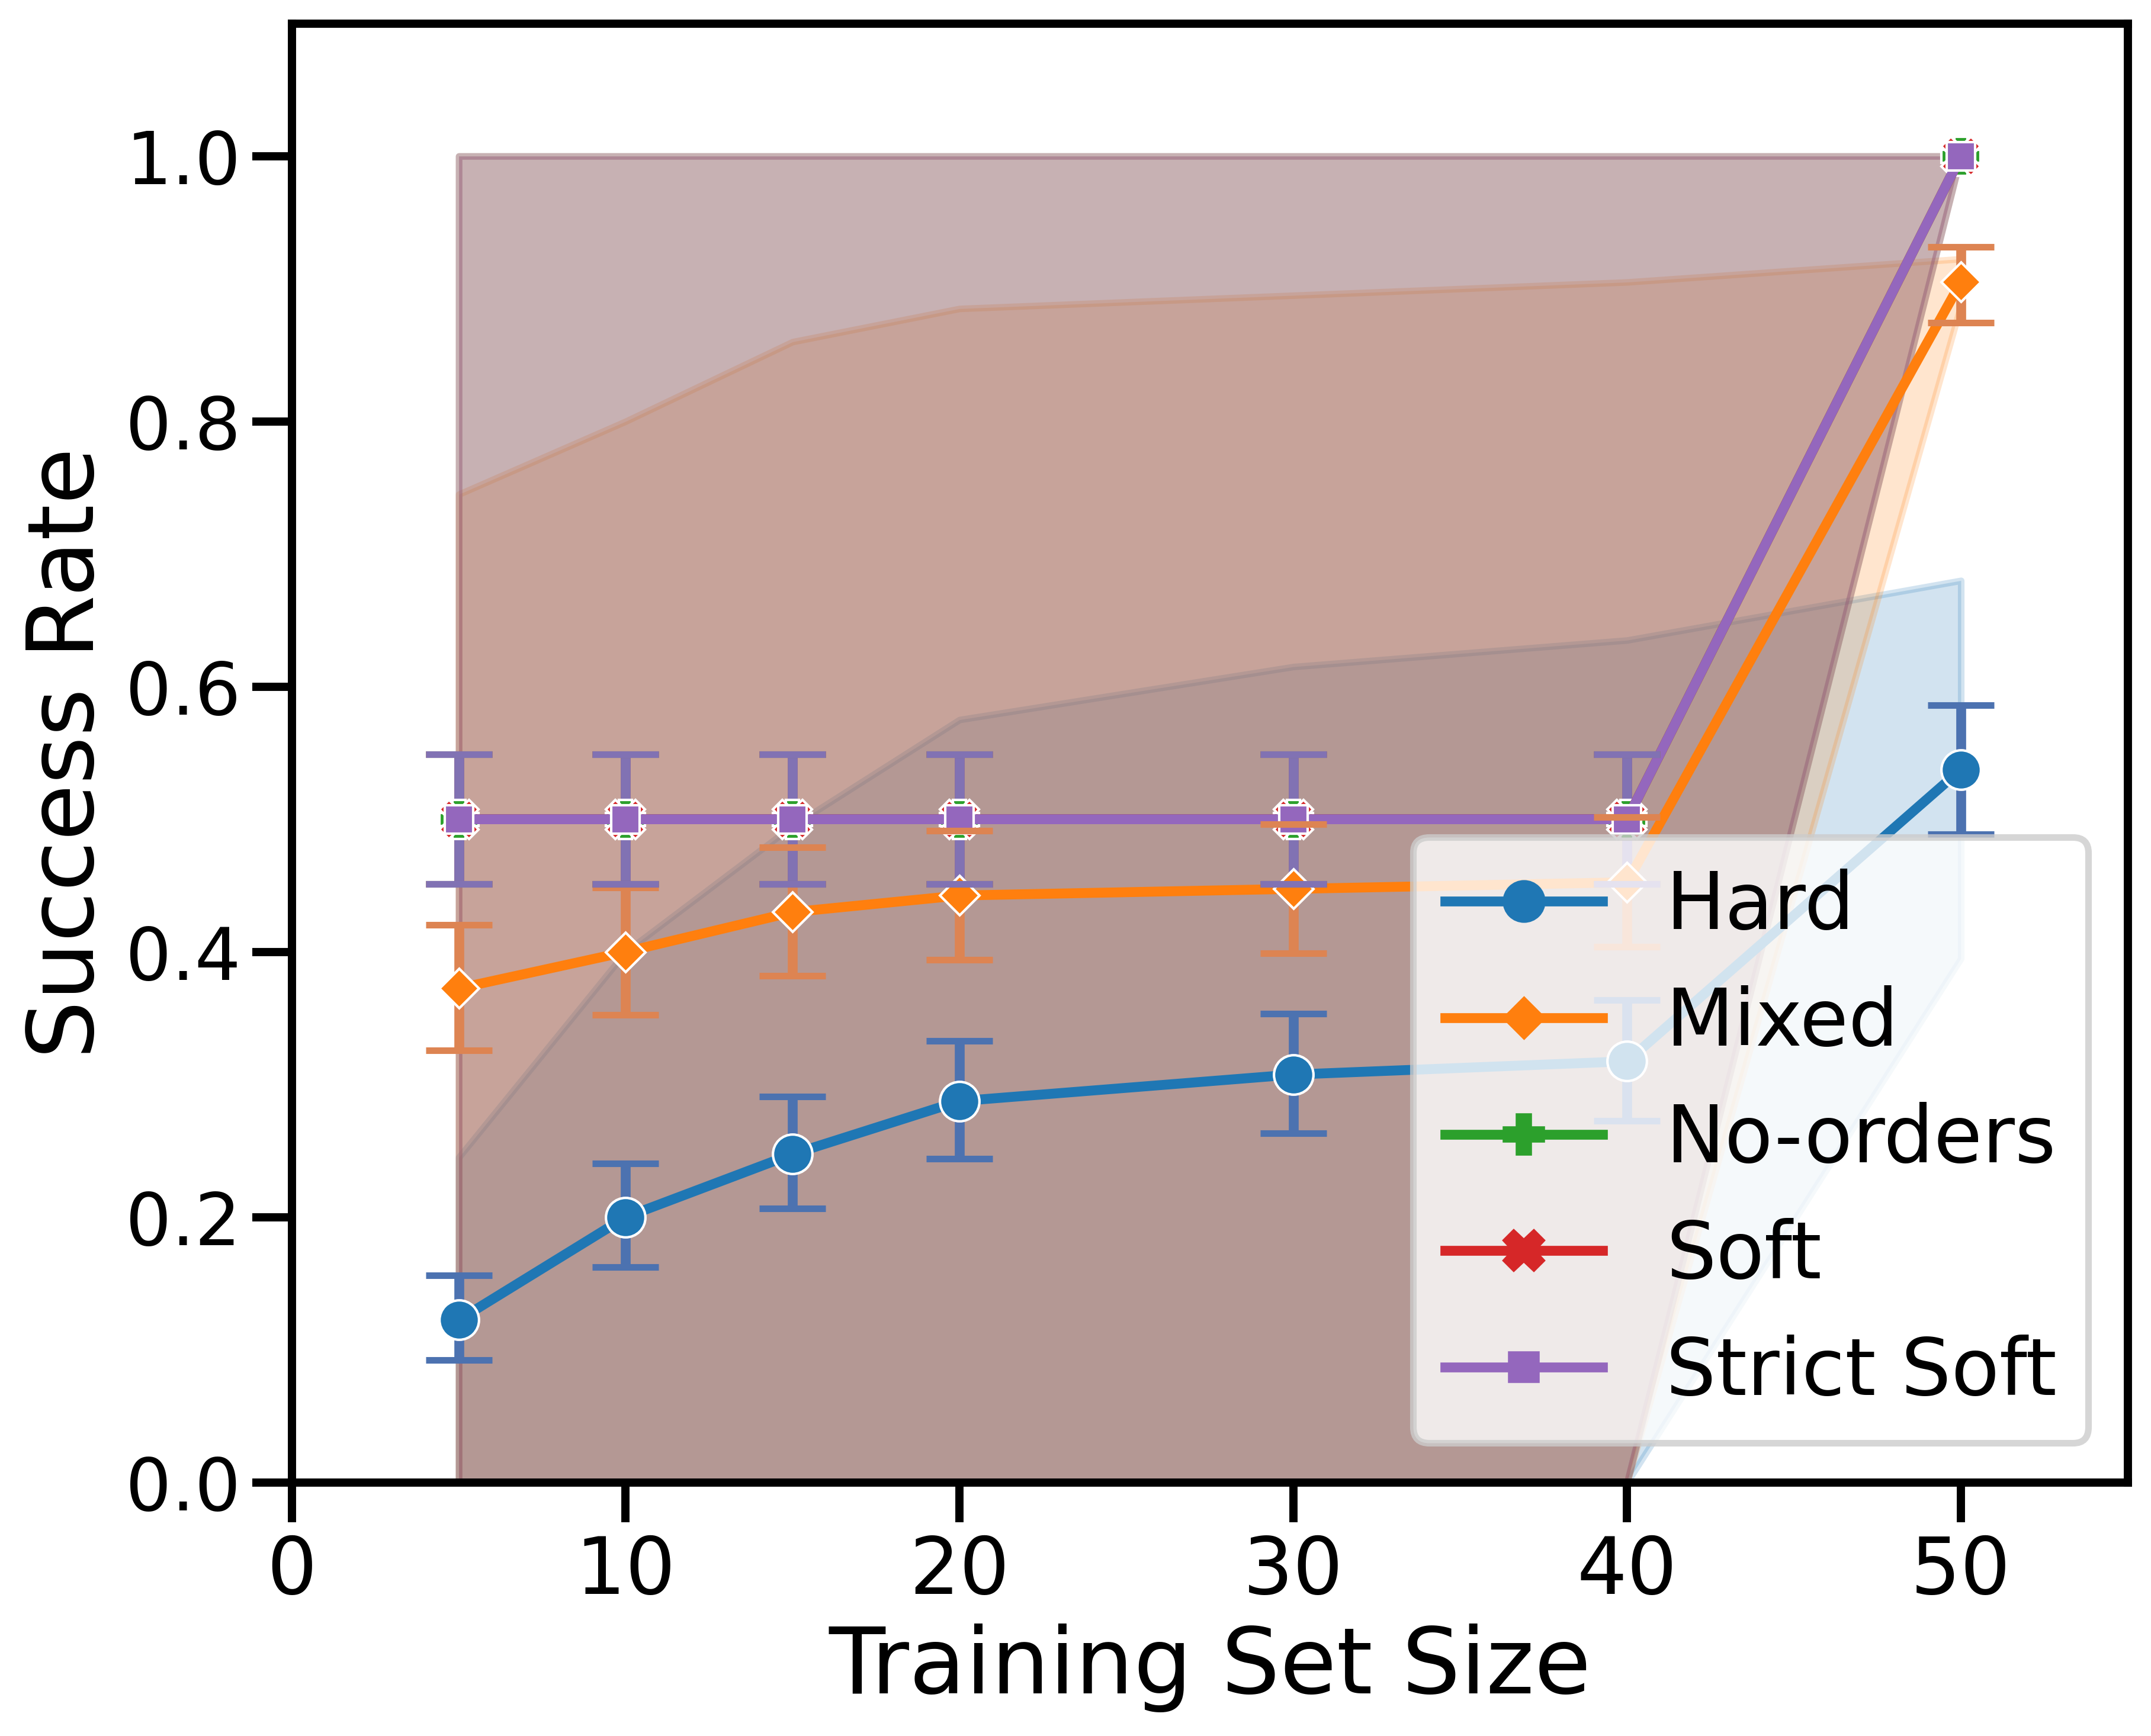 Success Rate
1.0
0.8
0.6
0.4
0.2
0.0
0 10 20 30 40 50
Training Set Size
Hard
Mixed
No-orders
Soft
Strict Soft